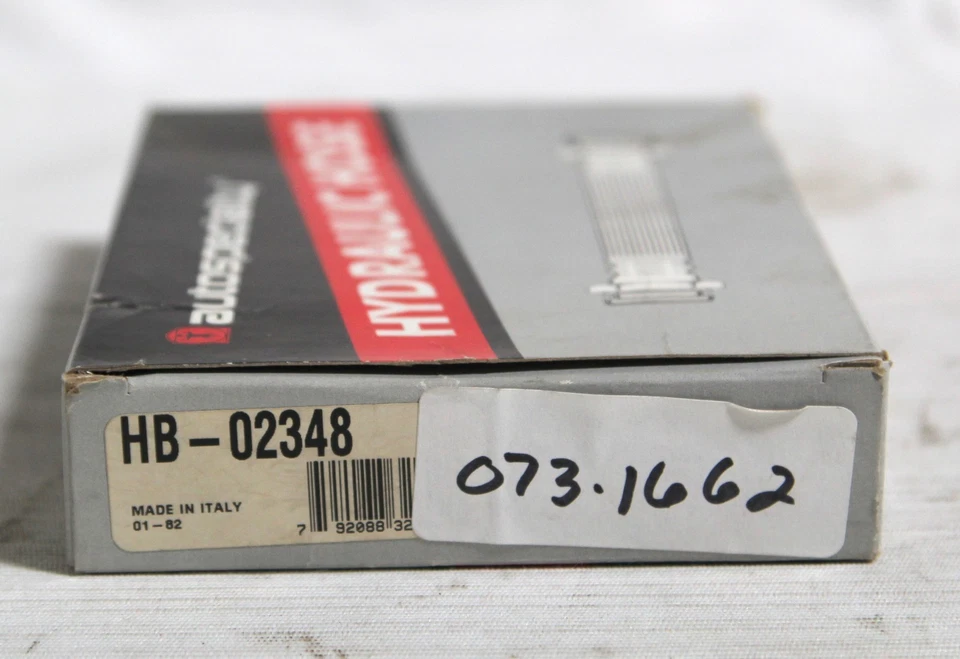 autospecialty
HYDRAULIC HOSE
HB-02348
MADE IN ITALY
01-82
7 92088 32
073.1662